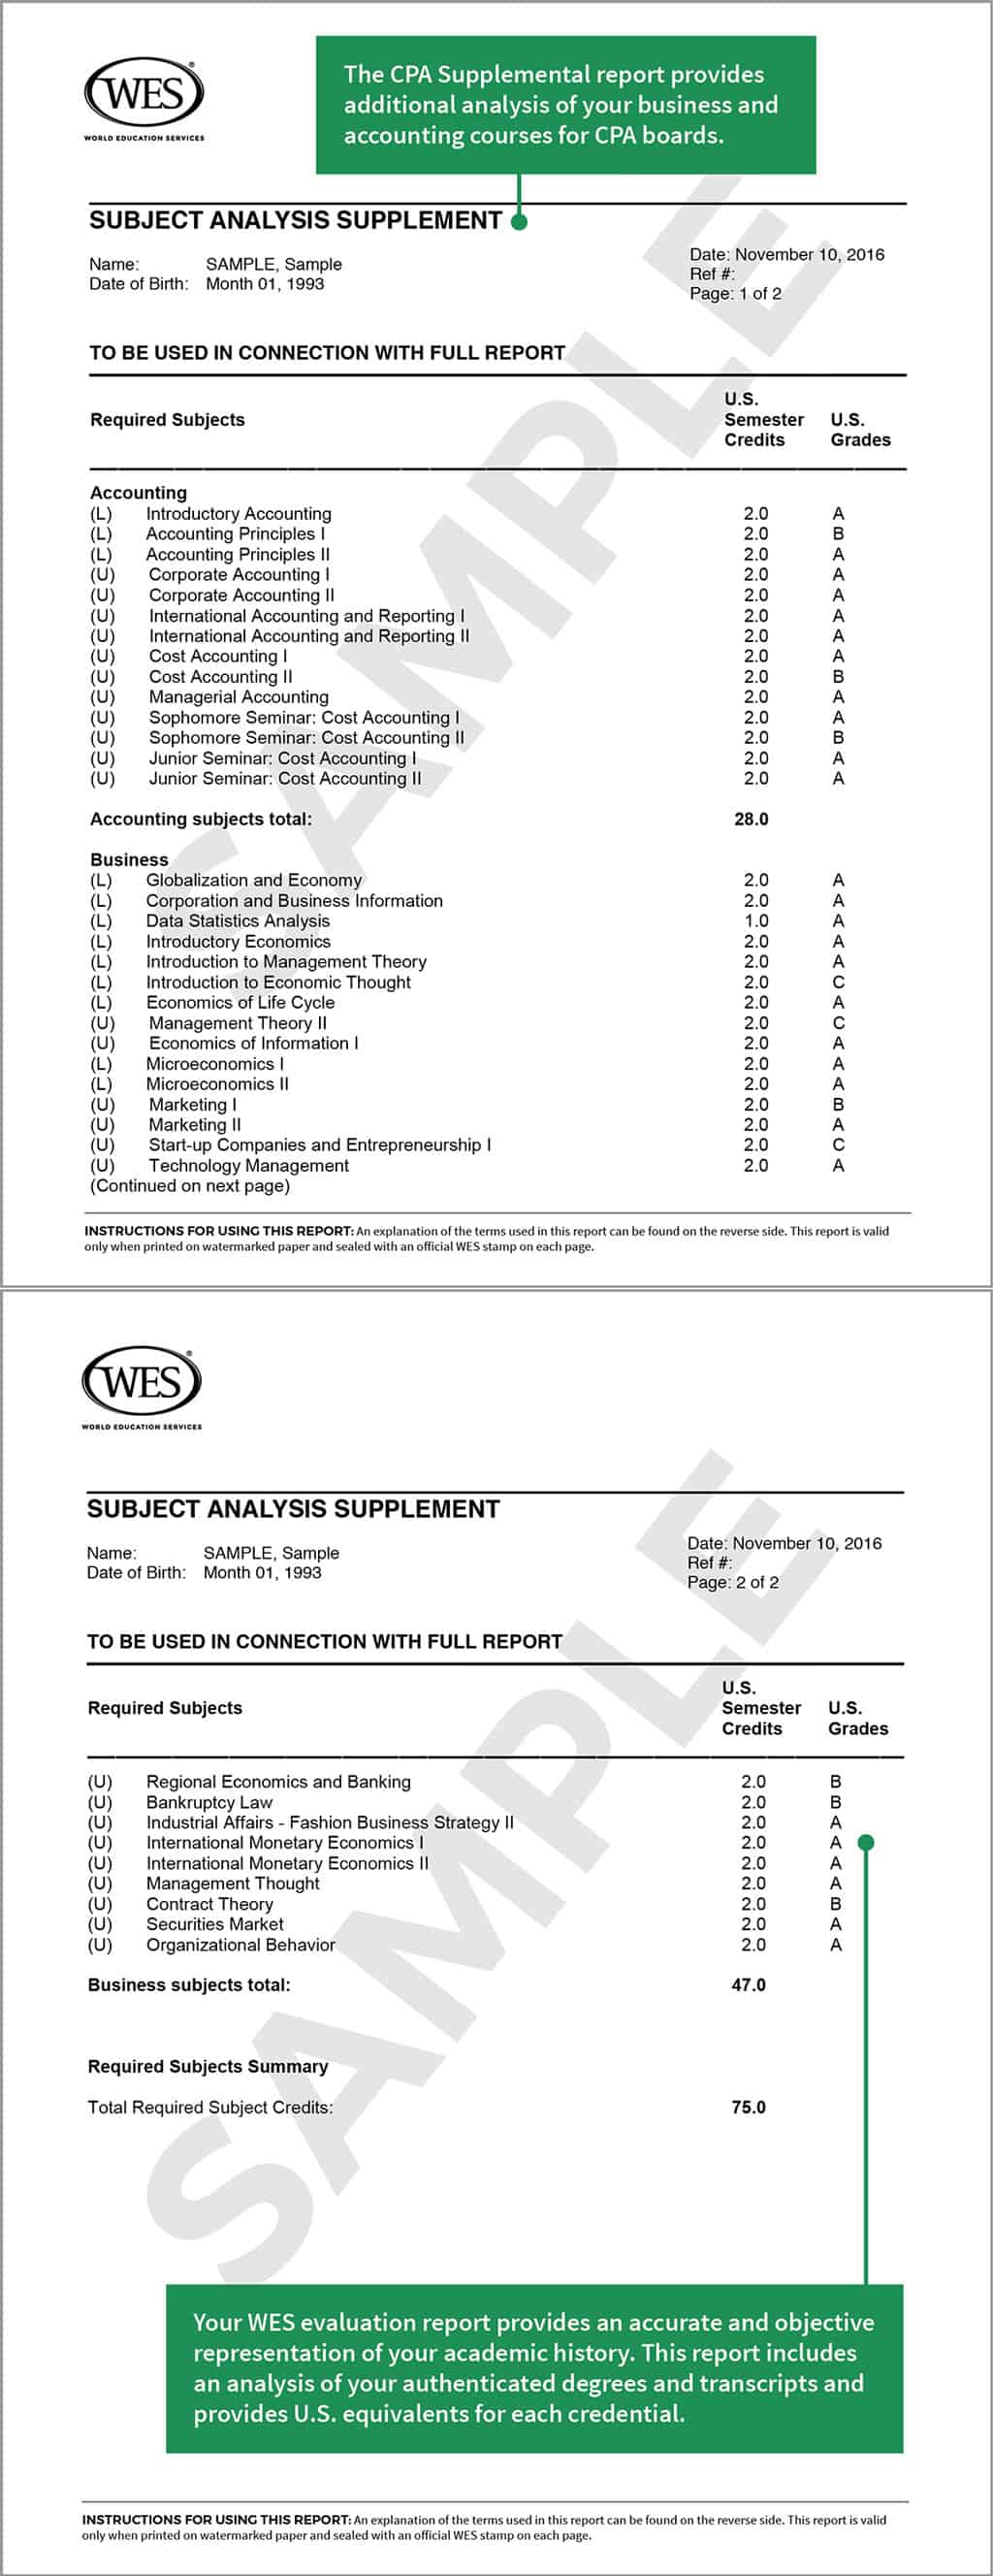 WES®
WORLD EDUCATION SERVICES
The CPA Supplemental report provides
additional analysis of your business and
accounting courses for CPA boards.
SUBJECT ANALYSIS SUPPLEMENT
Name: SAMPLE, Sample
Date of Birth: Month 01, 1993
Date: November 10, 2016
Ref #:
Page: 1 of 2
TO BE USED IN CONNECTION WITH FULL REPORT
Required Subjects
U.S.
Semester
Credits
U.S.
Grades
Accounting
(L) Introductory Accounting 2.0 A
(L) Accounting Principles I 2.0 B
(L) Accounting Principles II 2.0 A
(U) Corporate Accounting I 2.0 A
(U) Corporate Accounting II 2.0 A
(U) International Accounting and Reporting I 2.0 A
(U) International Accounting and Reporting II 2.0 A
(U) Cost Accounting I 2.0 A
(U) Cost Accounting II 2.0 B
(U) Managerial Accounting 2.0 A
(U) Sophomore Seminar: Cost Accounting I 2.0 A
(U) Sophomore Seminar: Cost Accounting II 2.0 B
(U) Junior Seminar: Cost Accounting I 2.0 A
(U) Junior Seminar: Cost Accounting II 2.0 A
Accounting subjects total: 28.0
Business
(L) Globalization and Economy 2.0 A
(L) Corporation and Business Information 2.0 A
(L) Data Statistics Analysis 1.0 A
(L) Introductory Economics 2.0 A
(L) Introduction to Management Theory 2.0 A
(L) Introduction to Economic Thought 2.0 C
(L) Economics of Life Cycle 2.0 A
(U) Management Theory II 2.0 C
(U) Economics of Information I 2.0 A
(L) Microeconomics I 2.0 A
(L) Microeconomics II 2.0 A
(U) Marketing I 2.0 B
(U) Marketing II 2.0 A
(U) Start-up Companies and Entrepreneurship I 2.0 C
(U) Technology Management 2.0 A
(Continued on next page)
SAMPLE
INSTRUCTIONS FOR USING THIS REPORT: An explanation of the terms used in this report can be found on the reverse side. This report is valid
only when printed on watermarked paper and sealed with an official WES stamp on each page.
WES®
WORLD EDUCATION SERVICES
SUBJECT ANALYSIS SUPPLEMENT
Name: SAMPLE, Sample
Date of Birth: Month 01, 1993
Date: November 10, 2016
Ref #:
Page: 2 of 2
TO BE USED IN CONNECTION WITH FULL REPORT
Required Subjects
U.S.
Semester
Credits
U.S.
Grades
(U) Regional Economics and Banking 2.0 B
(U) Bankruptcy Law 2.0 B
(U) Industrial Affairs - Fashion Business Strategy II 2.0 A
(U) International Monetary Economics I 2.0 A
(U) International Monetary Economics II 2.0 A
(U) Management Thought 2.0 A
(U) Contract Theory 2.0 B
(U) Securities Market 2.0 A
(U) Organizational Behavior 2.0 A
Business subjects total: 47.0
Required Subjects Summary
Total Required Subject Credits: 75.0
SAMPLE
Your WES evaluation report provides an accurate and objective
representation of your academic history. This report includes
an analysis of your authenticated degrees and transcripts and
provides U.S. equivalents for each credential.
INSTRUCTIONS FOR USING THIS REPORT: An explanation of the terms used in this report can be found on the reverse side. This report is valid
only when printed on watermarked paper and sealed with an official WES stamp on each page.